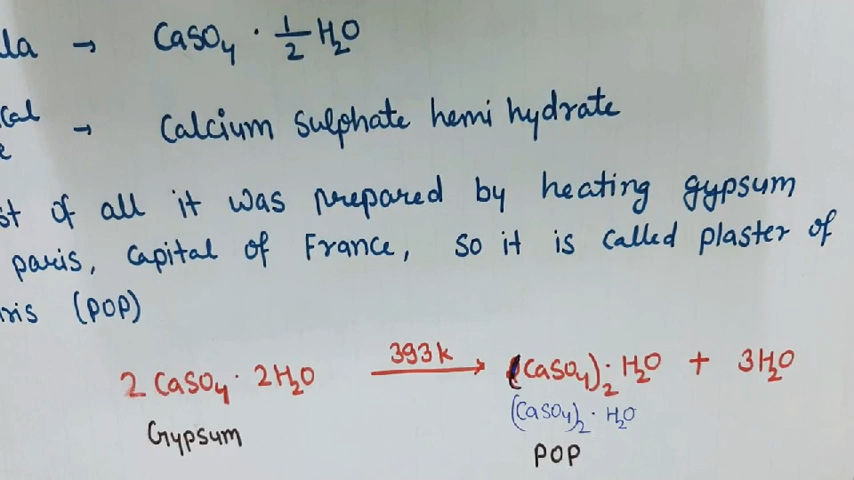 la → CaSO₄ · 1/2 H₂O
cal → Calcium Sulphate hemi hydrate
e
st of all it was prepared by heating gypsum
paris, Capital of France, so it is called plaster of
ris (POP)
2 CaSO₄ · 2H₂O 393k → (CaSO₄)₂ · H₂O + 3H₂O
(CaSO₄)₂ · H₂O
Gypsum POP